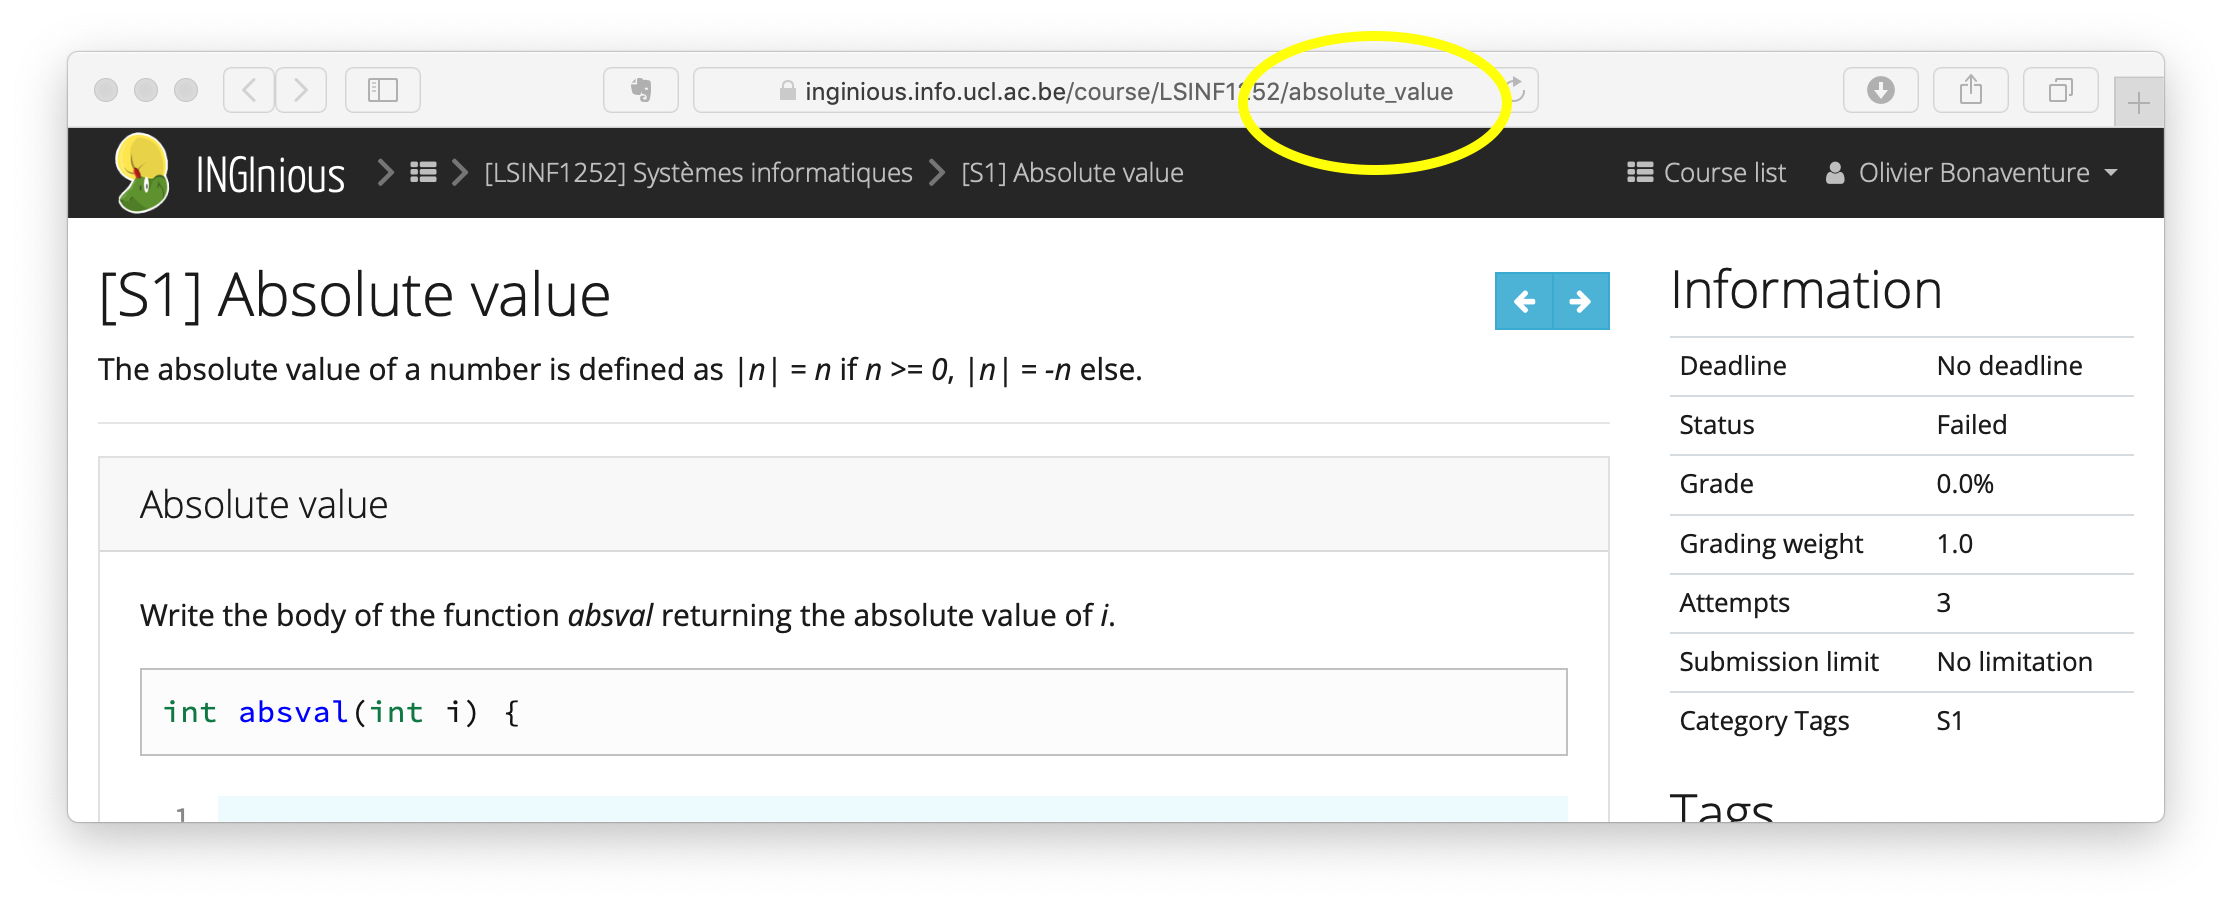 inginious.info.ucl.ac.be/course/LSINF1252/absolute_value
INGInious [LSINF1252] Systèmes informatiques [S1] Absolute value Course list Olivier Bonaventure
[S1] Absolute value
The absolute value of a number is defined as |n| = n if n >= 0, |n| = -n else.
Absolute value
Write the body of the function absval returning the absolute value of i.
int absval(int i) {
1
Information
Deadline No deadline
Status Failed
Grade 0.0%
Grading weight 1.0
Attempts 3
Submission limit No limitation
Category Tags S1
Tags